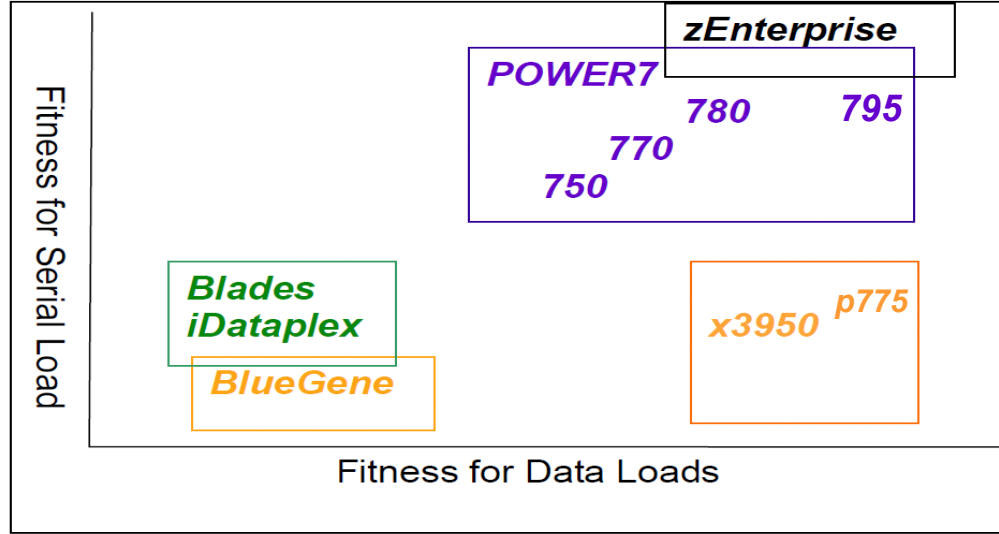 zEnterprise
POWER7
780
795
770
750
Fitness for Serial Load
Blades
iDataplex
x3950
p775
BlueGene
Fitness for Data Loads